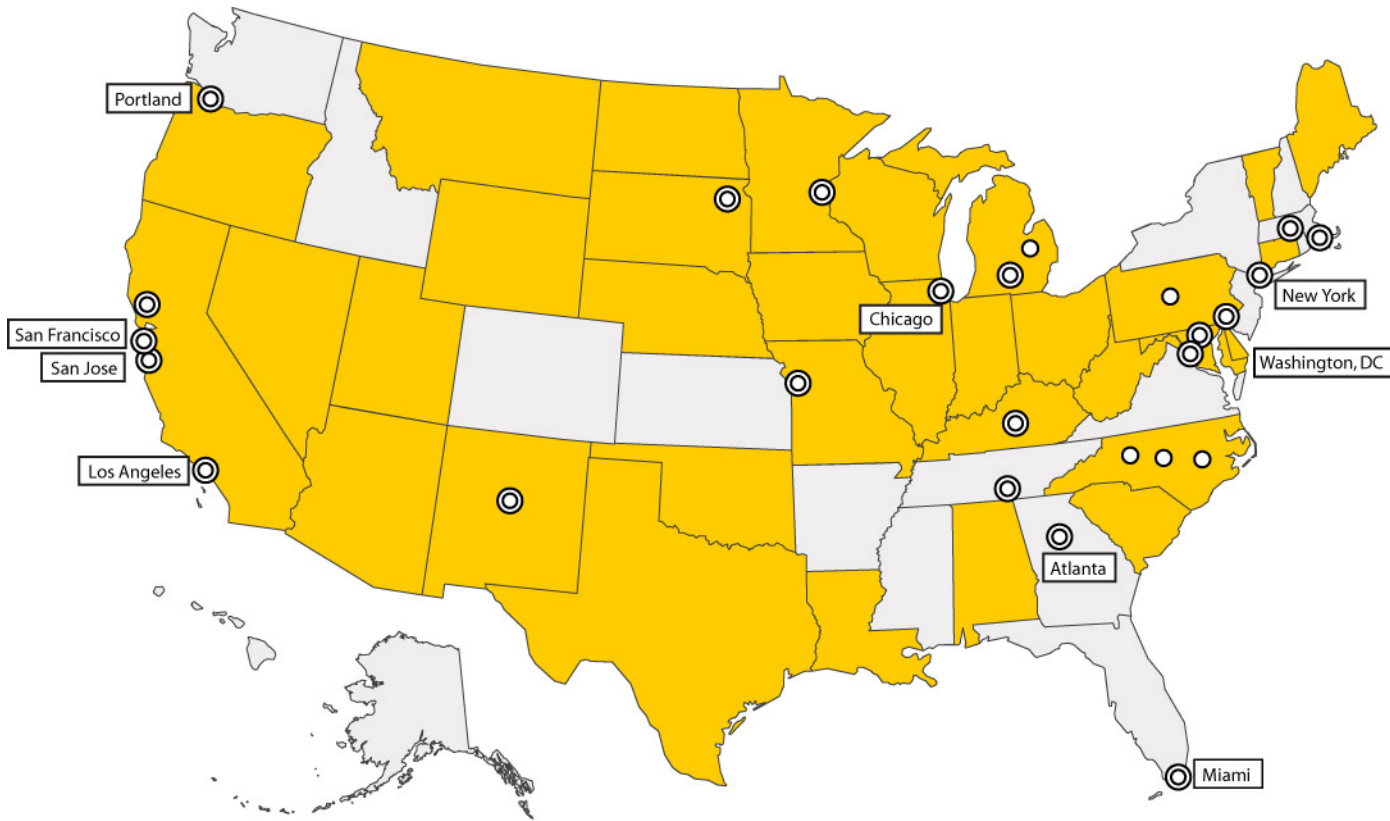 Portland
New York
Chicago
San Francisco
Washington, DC
San Jose
Los Angeles
Atlanta
Miami